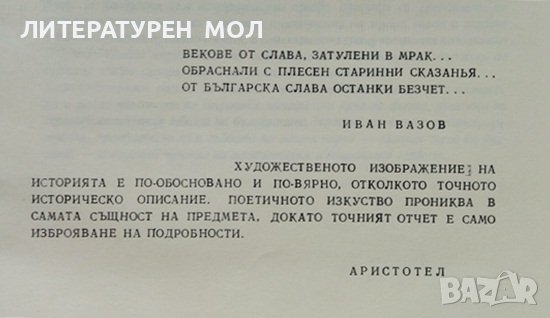 ЛИТЕРАТУРЕН МОЛ
ВЕКОВЕ ОТ СЛАВА, ЗАТУЛЕНИ В МРАК...
ОБРАСНАЛИ С ПЛЕСЕН СТАРИННИ СКАЗАНЬЯ...
ОТ БЪЛГАРСКА СЛАВА ОСТАНКИ БЕЗЧЕТ...
ИВАН ВАЗОВ
ХУДОЖЕСТВЕНОТО ИЗОБРАЖЕНИЕ НА
ИСТОРИЯТА Е ПО-ОБОСНОВАНО И ПО-ВЯРНО, ОТКОЛКОТО ТОЧНОТО
ИСТОРИЧЕСКО ОПИСАНИЕ. ПОЕТИЧНОТО ИЗКУСТВО ПРОНИКВА В
САМАТА СЪЩНОСТ НА ПРЕДМЕТА, ДОКАТО ТОЧНИЯТ ОТЧЕТ Е САМО
ИЗБРОЯВАНЕ НА ПОДРОБНОСТИ.
АРИСТОТЕЛ
BAZAR